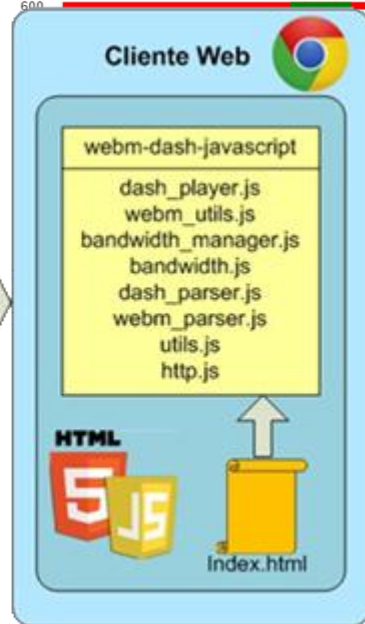 600
Cliente Web
webm-dash-javascript
dash_player.js
webm_utils.js
bandwidth_manager.js
bandwidth.js
dash_parser.js
webm_parser.js
utils.js
http.js
HTML
5
JS
Index.html